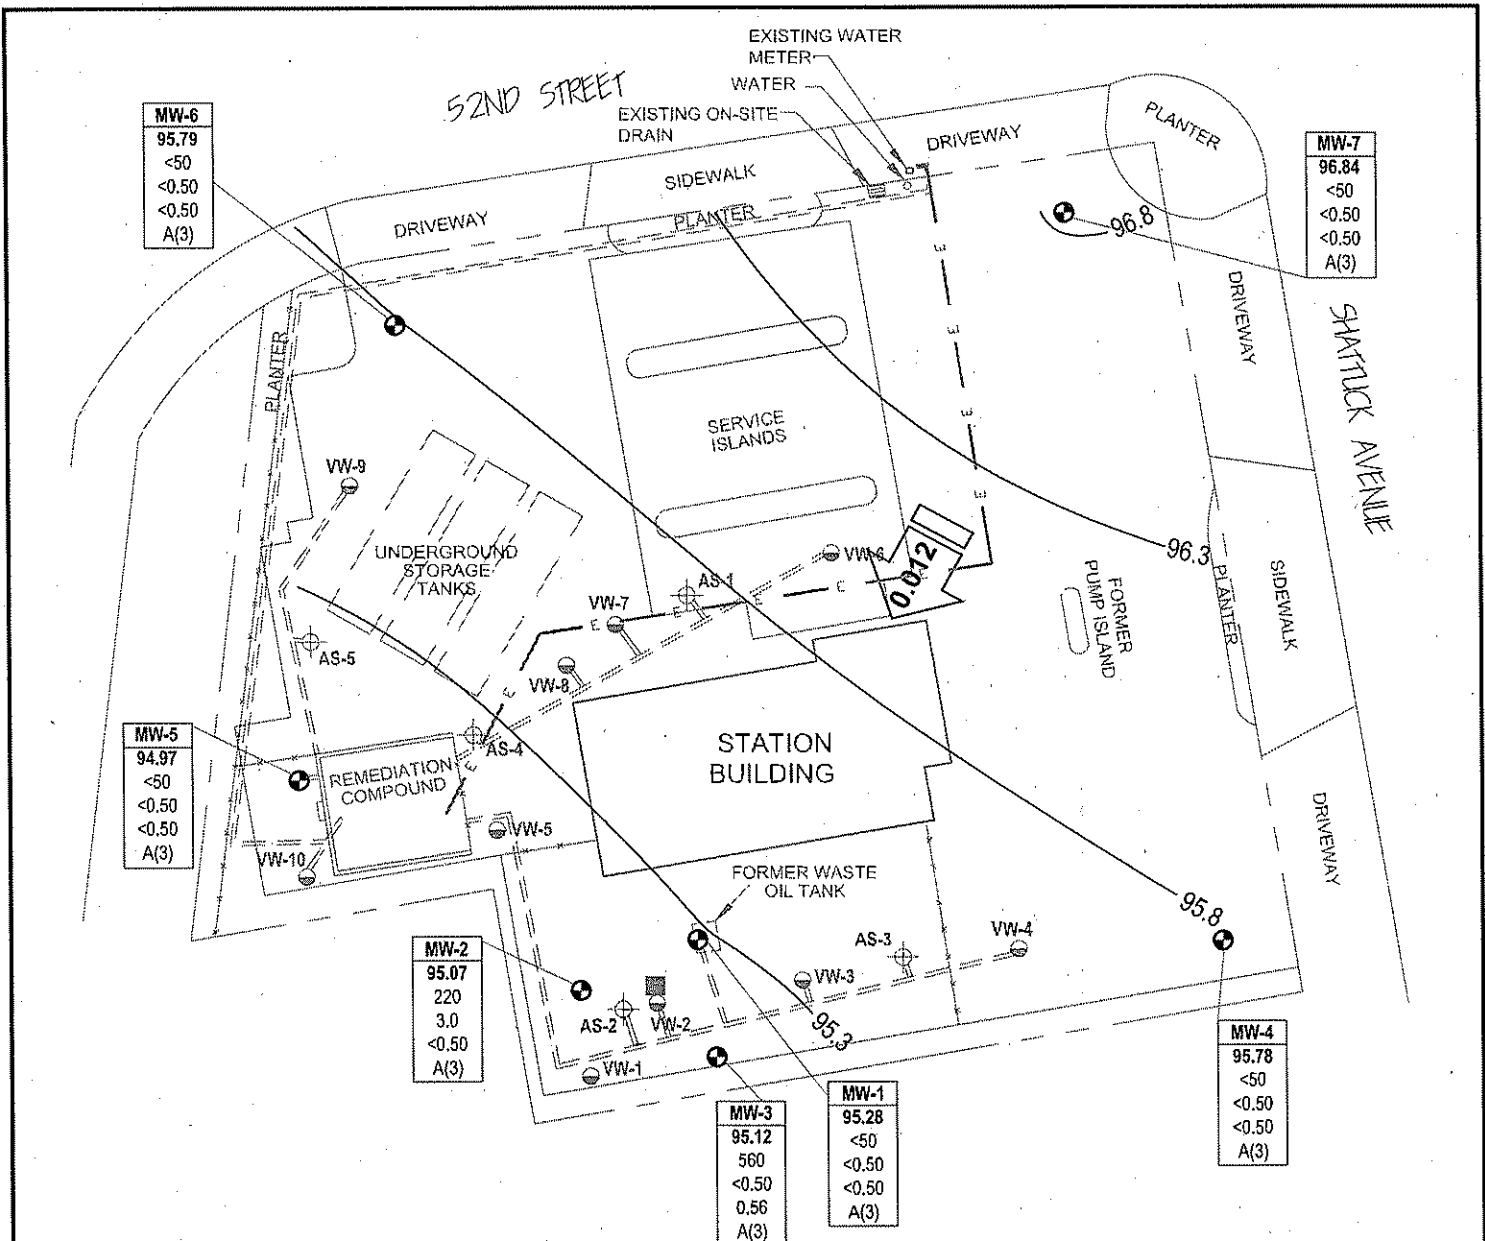 EXISTING WATER
METER
WATER
EXISTING ON-SITE
DRAIN
52ND STREET
DRIVEWAY
PLANTER
SIDEWALK
PLANTER
DRIVEWAY
MW-6
95.79
<50
<0.50
<0.50
A(3)
MW-7
96.84
<50
<0.50
<0.50
A(3)
96.8
DRIVEWAY
SHATTUCK AVENUE
PLANTER
SERVICE
ISLANDS
VW-9
UNDERGROUND
STORAGE
TANKS
0.012
VW-6
96.3
AS-1
VW-7
E
E
E
E
E
E
E
E
E
E
FORMER
PUMP ISLAND
PLANTER
SIDEWALK
AS-5
VW-8
AS-4
STATION
BUILDING
MW-5
94.97
<50
<0.50
<0.50
A(3)
REMEDIATION
COMPOUND
VW-5
VW-10
DRIVEWAY
FORMER WASTE
OIL TANK
95.8
MW-2
95.07
220
3.0
<0.50
A(3)
AS-3
VW-4
VW-3
AS-2
VW-2
95.3
VW-1
MW-4
95.78
<50
<0.50
<0.50
A(3)
MW-1
95.28
<50
<0.50
<0.50
A(3)
MW-3
95.12
560
<0.50
0.56
A(3)